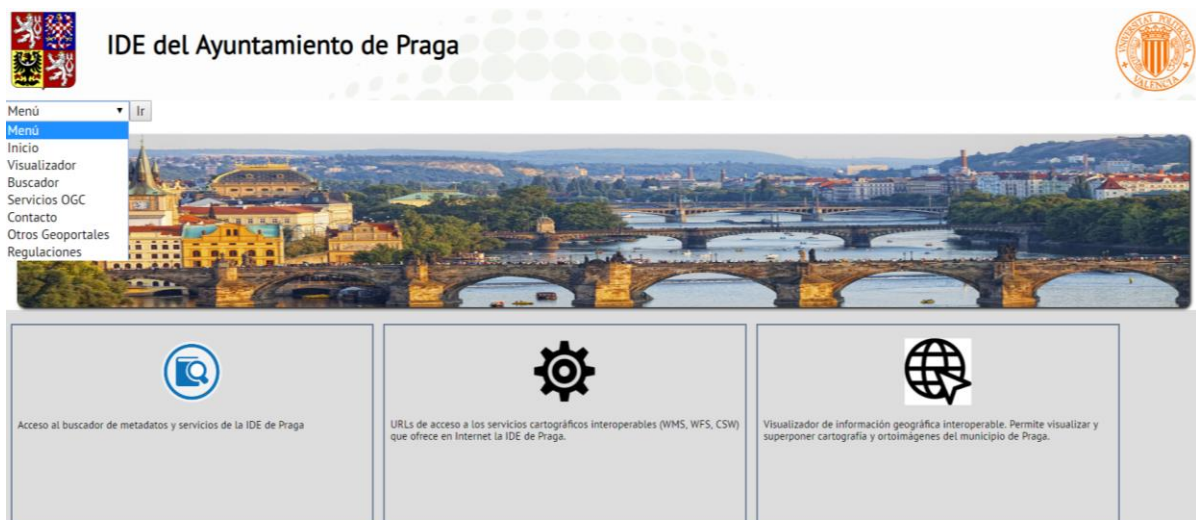 IDE del Ayuntamiento de Praga
UNIVERSITAT POLITECNICA
VALENCIA
Menú
Ir
Menú
Inicio
Visualizador
Buscador
Servicios OGC
Contacto
Otros Geoportales
Regulaciones
Acceso al buscador de metadatos y servicios de la IDE de Praga
URLs de acceso a los servicios cartográficos interoperables (WMS, WFS, CSW)
que ofrece en Internet la IDE de Praga.
Visualizador de información geográfica interoperable. Permite visualizar y
superponer cartografía y ortoimágenes del municipio de Praga.